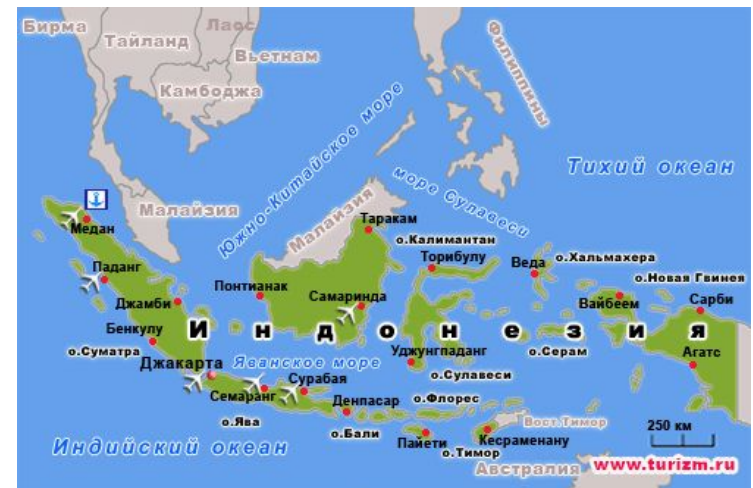 Бирма
Лаос
Тайланд
Вьетнам
Камбоджа
Филиппины
Южно-Китайское море
море Сулавеси
Тихий океан
Малайзия
Малайзия
Медан
Таракам
о.Калимантан
Паданг
Понтианак
Торибулу
Веда
о.Хальмахера
о.Новая Гвинея
Джамби
Самаринда
Вайбеем
Сарби
Индонезия
Бенкулу
о.Суматра
Джакарта
Яванское море
Уджунгпаданг
о.Серам
Агатс
о.Сулавеси
Семаранг
Сурабая
Денпасар
о.Флорес
о.Ява
о.Бали
Пайети
Кесраменану
Вост.Тимор
о.Тимор
250 км
Индийский океан
Австралия
www.turizm.ru